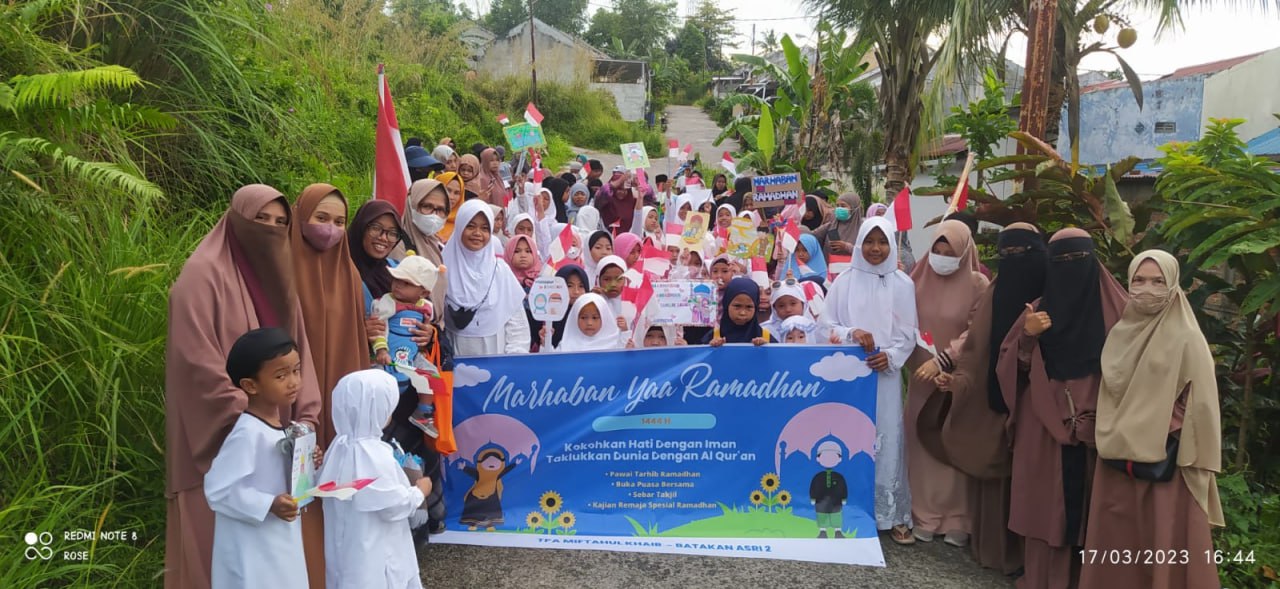 MARHABAN
RAMADHAN
Marhaban Yaa Ramadhan
1444 H
Kokohkan Hati Dengan Iman
Taklukkan Dunia Dengan Al Qur'an
• Pawai Tarhib Ramadhan
• Buka Puasa Bersama
• Sebar Takjil
• Kajian Remaja Spesial Ramadhan
TPA MIFTAHUL KHAIR - BATAKAN ASRI 2
REDMI NOTE 8
ROSE
17/03/2023 16:44